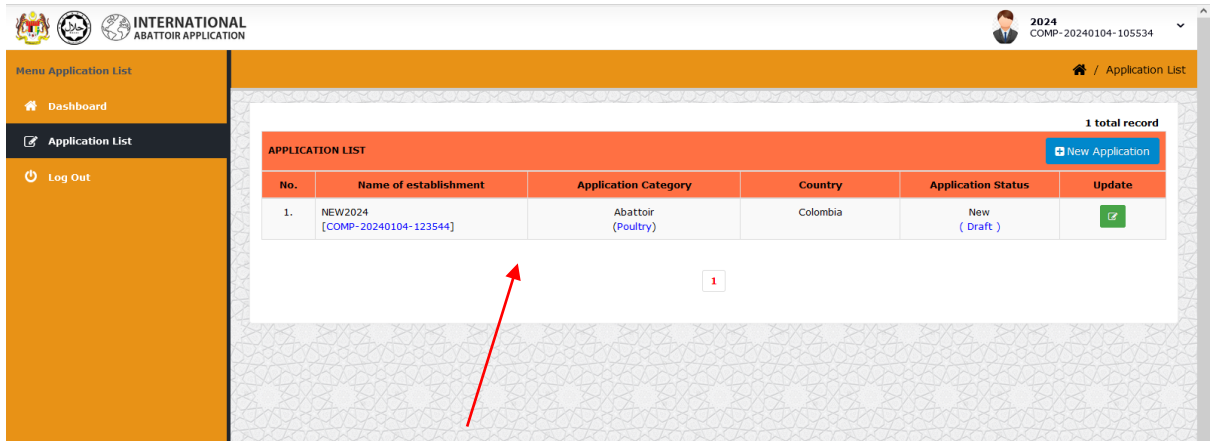 INTERNATIONAL
ABATTOIR APPLICATION
2024
COMP-20240104-105534
Menu Application List
/ Application List
Dashboard
Application List
Log Out
1 total record
APPLICATION LIST
New Application
No. Name of establishment Application Category Country Application Status Update
1. NEW2024 Abattoir Colombia New
[COMP-20240104-123544] (Poultry) ( Draft )
1